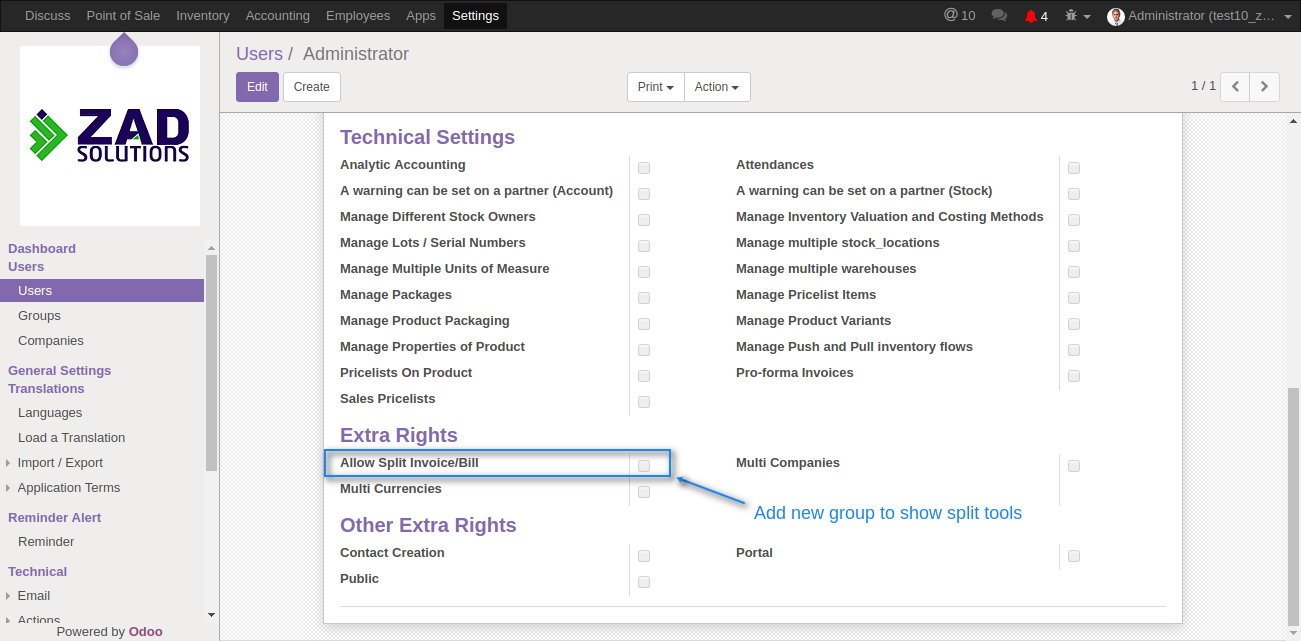 Discuss Point of Sale Inventory Accounting Employees Apps Settings @ 10 4 Administrator (test10_z...
ZAD
SOLUTIONS
Dashboard
Users
Users
Groups
Companies
General Settings
Translations
Languages
Load a Translation
Import / Export
Application Terms
Reminder Alert
Reminder
Technical
Email
Actions
Powered by Odoo
Users / Administrator
Edit Create Print Action 1 / 1
Technical Settings
Analytic Accounting Attendances
A warning can be set on a partner (Account) A warning can be set on a partner (Stock)
Manage Different Stock Owners Manage Inventory Valuation and Costing Methods
Manage Lots / Serial Numbers Manage multiple stock_locations
Manage Multiple Units of Measure Manage multiple warehouses
Manage Packages Manage Pricelist Items
Manage Product Packaging Manage Product Variants
Manage Properties of Product Manage Push and Pull inventory flows
Pricelists On Product Pro-forma Invoices
Sales Pricelists
Extra Rights
Allow Split Invoice/Bill Multi Companies
Multi Currencies
Add new group to show split tools
Other Extra Rights
Contact Creation Portal
Public